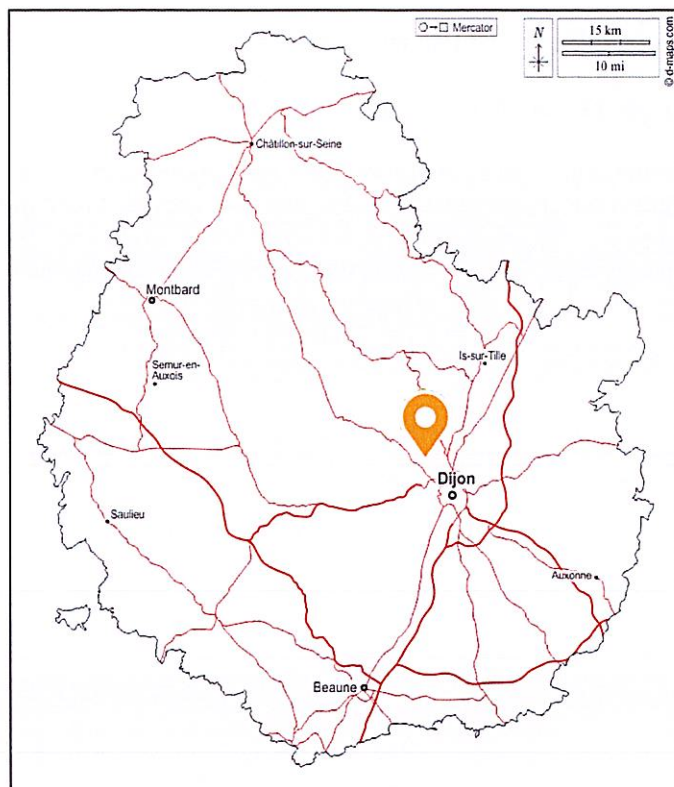 ○→□ Mercator
N
15 km
10 mi
© d-maps.com
Châtillon-sur-Seine
Montbard
Semur-en-
Auxois
Is-sur-Tille
Dijon
Saulieu
Auxonne
Beaune